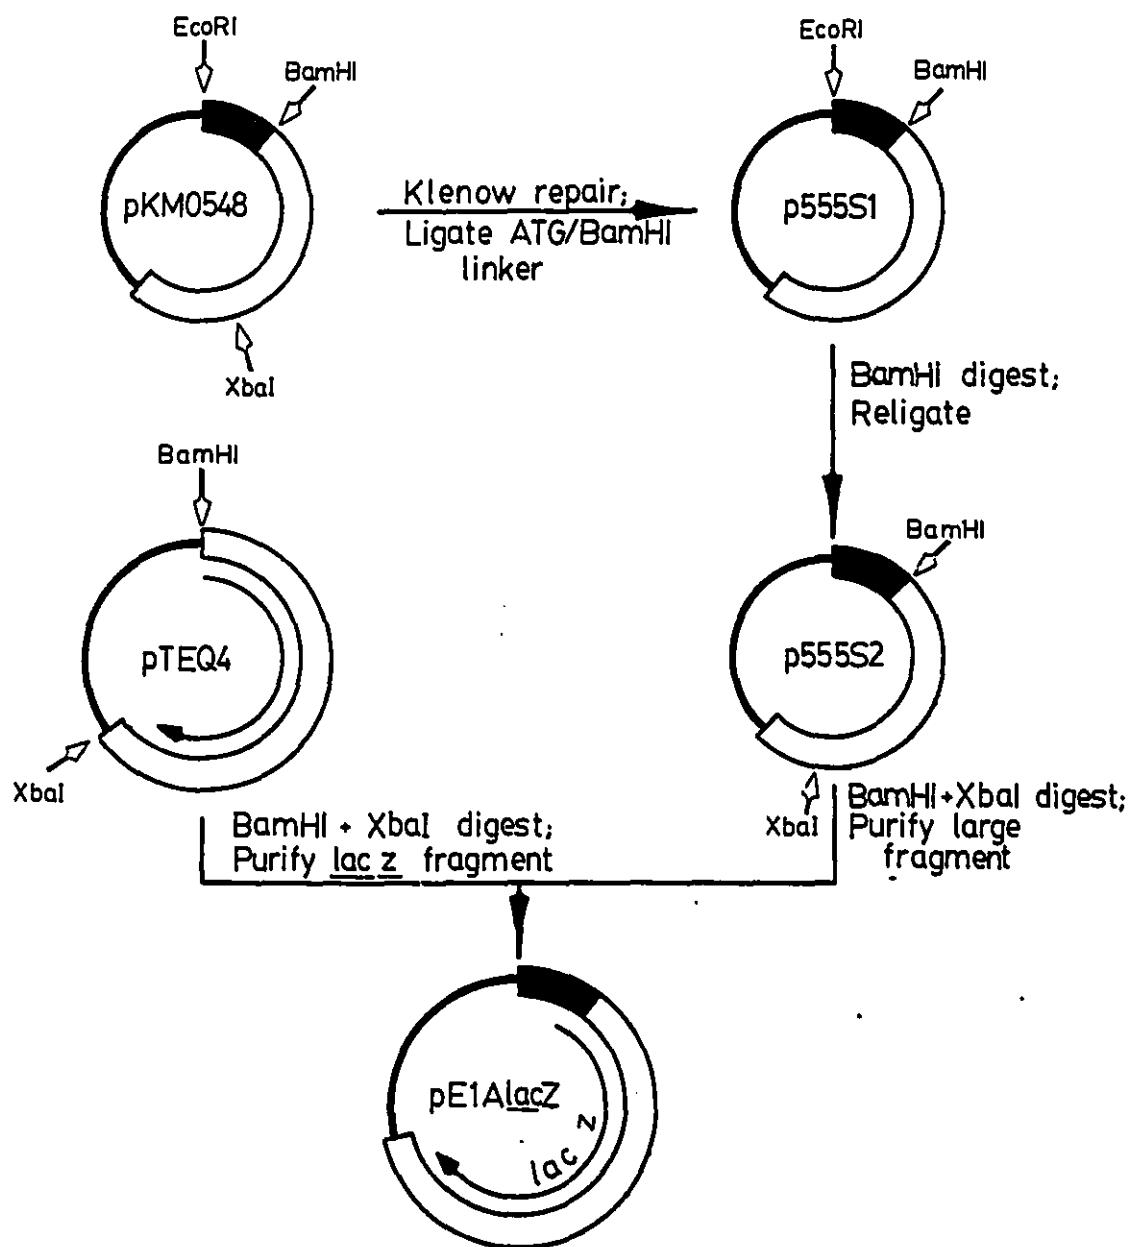 EcoRI
BamHI
pKM0548
XbaI
Klenow repair;
Ligate ATG/BamHI
linker
EcoRI
BamHI
p555S1
BamHI digest;
Religate
BamHI
pTEQ4
XbaI
BamHI
p555S2
XbaI
BamHI + XbaI digest;
Purify lac z fragment
BamHI+XbaI digest;
Purify large
fragment
pE1AlacZ
lac z